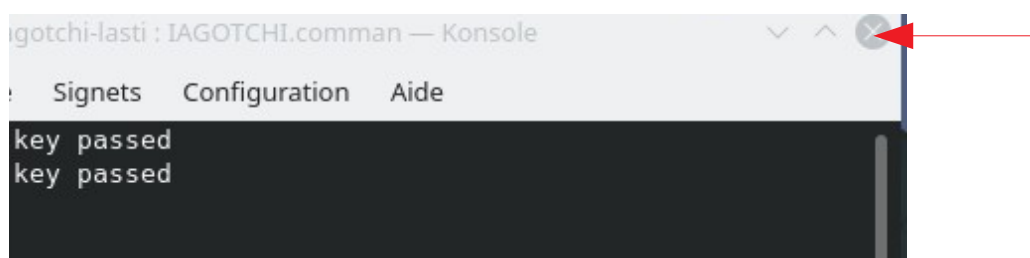 gotchi-lasti : IAGOTCHI.comman — Konsole
Signets Configuration Aide
key passed
key passed